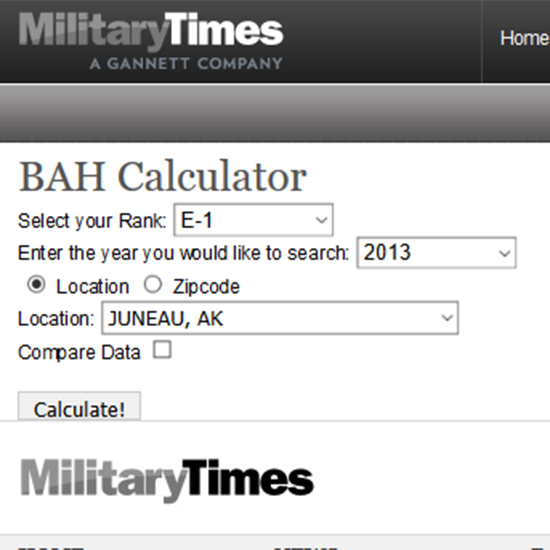 MilitaryTimes
Home
A GANNETT COMPANY
BAH Calculator
Select your Rank: E-1
Enter the year you would like to search: 2013
Location Zipcode
Location: JUNEAU, AK
Compare Data
Calculate!
MilitaryTimes